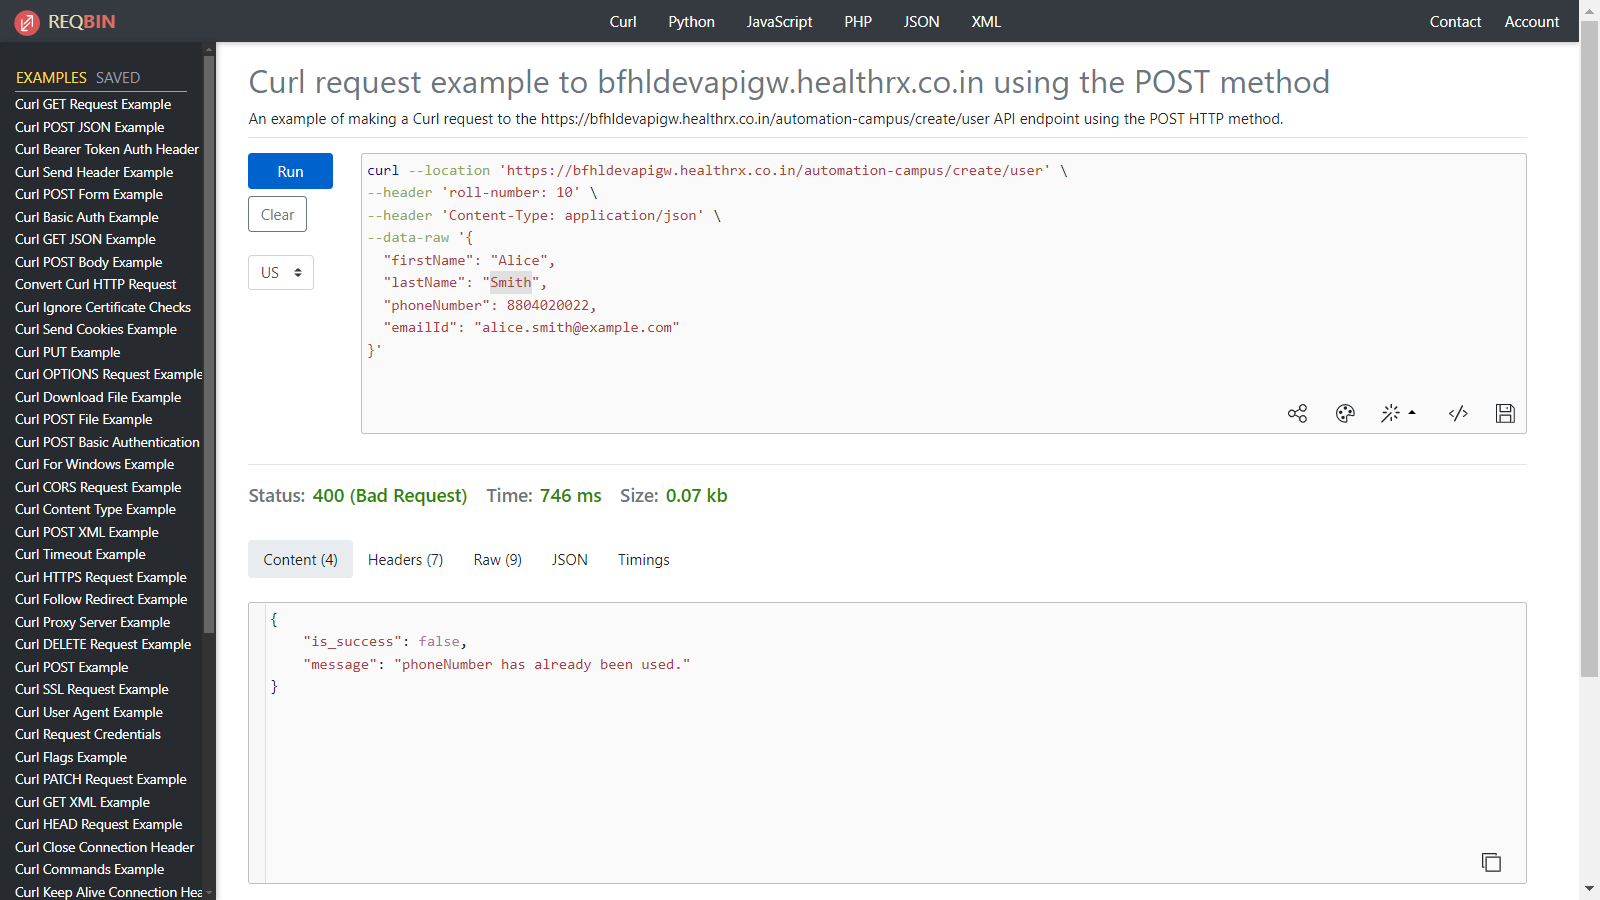 REQBIN
Curl Python JavaScript PHP JSON XML
Contact Account
EXAMPLES SAVED
Curl GET Request Example
Curl POST JSON Example
Curl Bearer Token Auth Header
Curl Send Header Example
Curl POST Form Example
Curl Basic Auth Example
Curl GET JSON Example
Curl POST Body Example
Convert Curl HTTP Request
Curl Ignore Certificate Checks
Curl Send Cookies Example
Curl PUT Example
Curl OPTIONS Request Example
Curl Download File Example
Curl POST File Example
Curl POST Basic Authentication
Curl For Windows Example
Curl CORS Request Example
Curl Content Type Example
Curl POST XML Example
Curl Timeout Example
Curl HTTPS Request Example
Curl Follow Redirect Example
Curl Proxy Server Example
Curl DELETE Request Example
Curl POST Example
Curl SSL Request Example
Curl User Agent Example
Curl Request Credentials
Curl Flags Example
Curl PATCH Request Example
Curl GET XML Example
Curl HEAD Request Example
Curl Close Connection Header
Curl Commands Example
Curl Keep Alive Connection Hea
Curl request example to bfhldevapigw.healthrx.co.in using the POST method
An example of making a Curl request to the https://bfhldevapigw.healthrx.co.in/automation-campus/create/user API endpoint using the POST HTTP method.
Run
Clear
US
curl --location 'https://bfhldevapigw.healthrx.co.in/automation-campus/create/user' \
--header 'roll-number: 10' \
--header 'Content-Type: application/json' \
--data-raw '{
"firstName": "Alice",
"lastName": "Smith",
"phoneNumber": 8804020022,
"emailId": "alice.smith@example.com"
}'
Status: 400 (Bad Request) Time: 746 ms Size: 0.07 kb
Content (4) Headers (7) Raw (9) JSON Timings
{
"is_success": false,
"message": "phoneNumber has already been used."
}